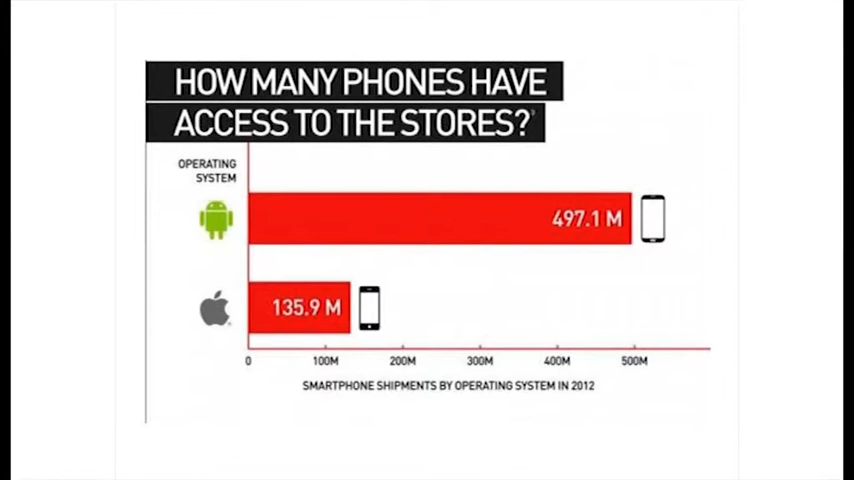 HOW MANY PHONES HAVE
ACCESS TO THE STORES?
OPERATING
SYSTEM
497.1 M
135.9 M
0 100M 200M 300M 400M 500M
SMARTPHONE SHIPMENTS BY OPERATING SYSTEM IN 2012